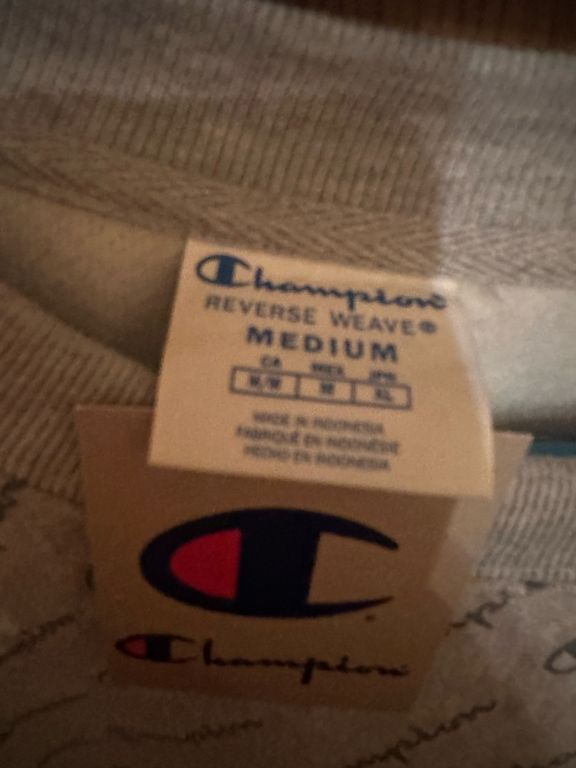 Champion
REVERSE WEAVE®
MEDIUM
CA MEX JPN
M/M M XL
MADE IN INDONESIA
FABRIQUÉ EN INDONÉSIE
HECHO EN INDONESIA
Champion